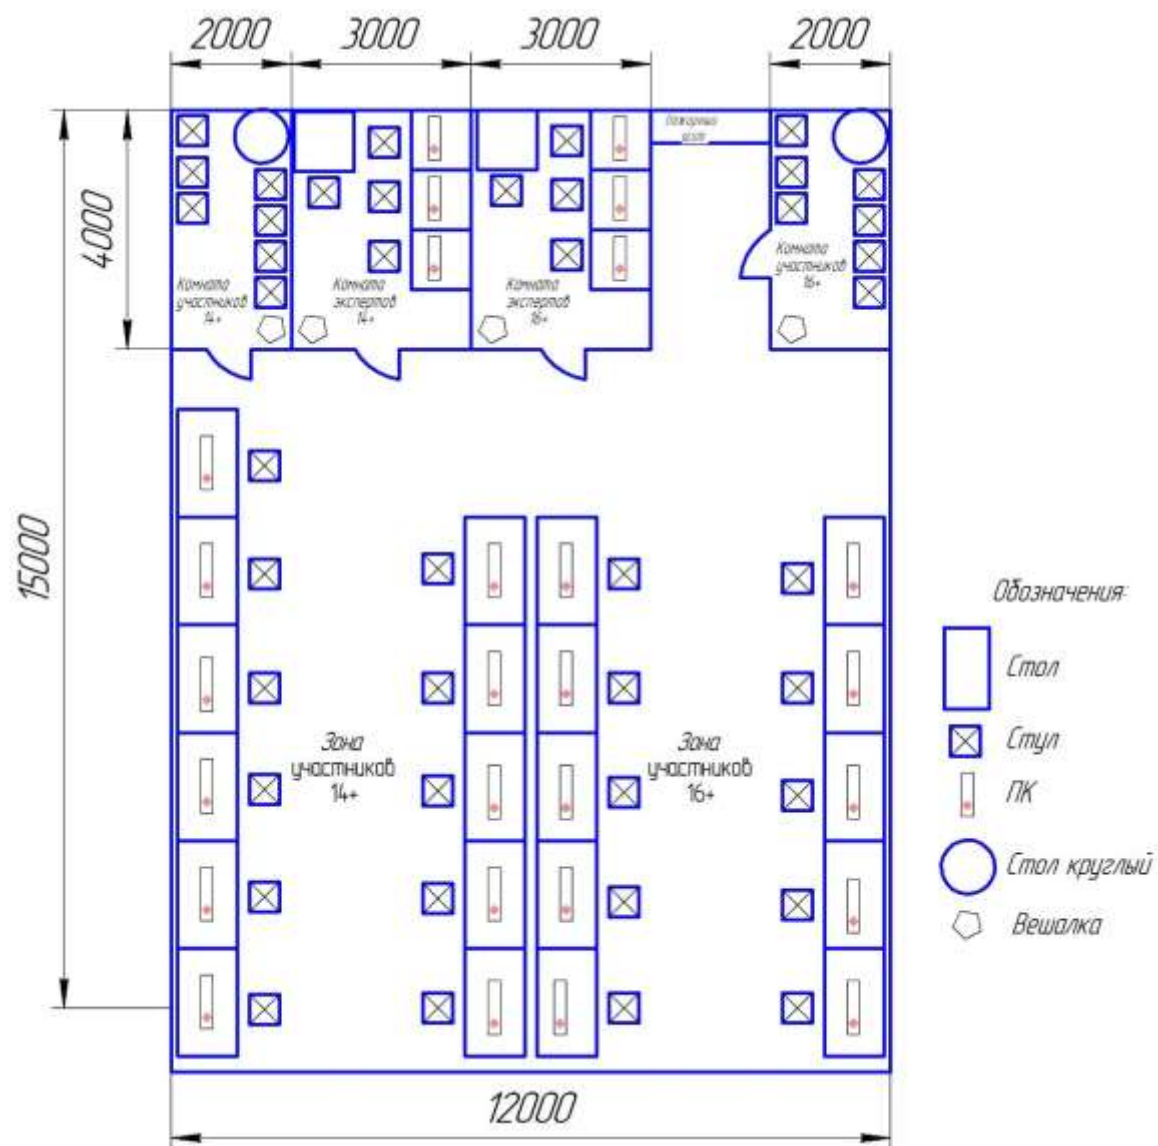 2000
3000
3000
2000
4000
15000
Пожарный
Комната
участников
14+
Комната
экспертов
14+
Комната
экспертов
16+
Комната
участников
16+
Зона
участников
14+
Зона
участников
16+
Обозначения:
Стол
Стул
ПК
Стол круглый
Вешалка
12000